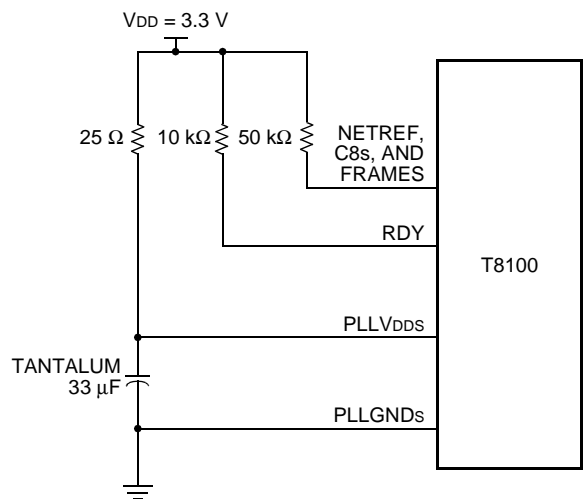 VDD = 3.3 V
25 Ω
10 kΩ
50 kΩ
NETREF,
C8s, AND
FRAMES
RDY
T8100
PLLVDDS
TANTALUM
33 μF
PLLGNDS